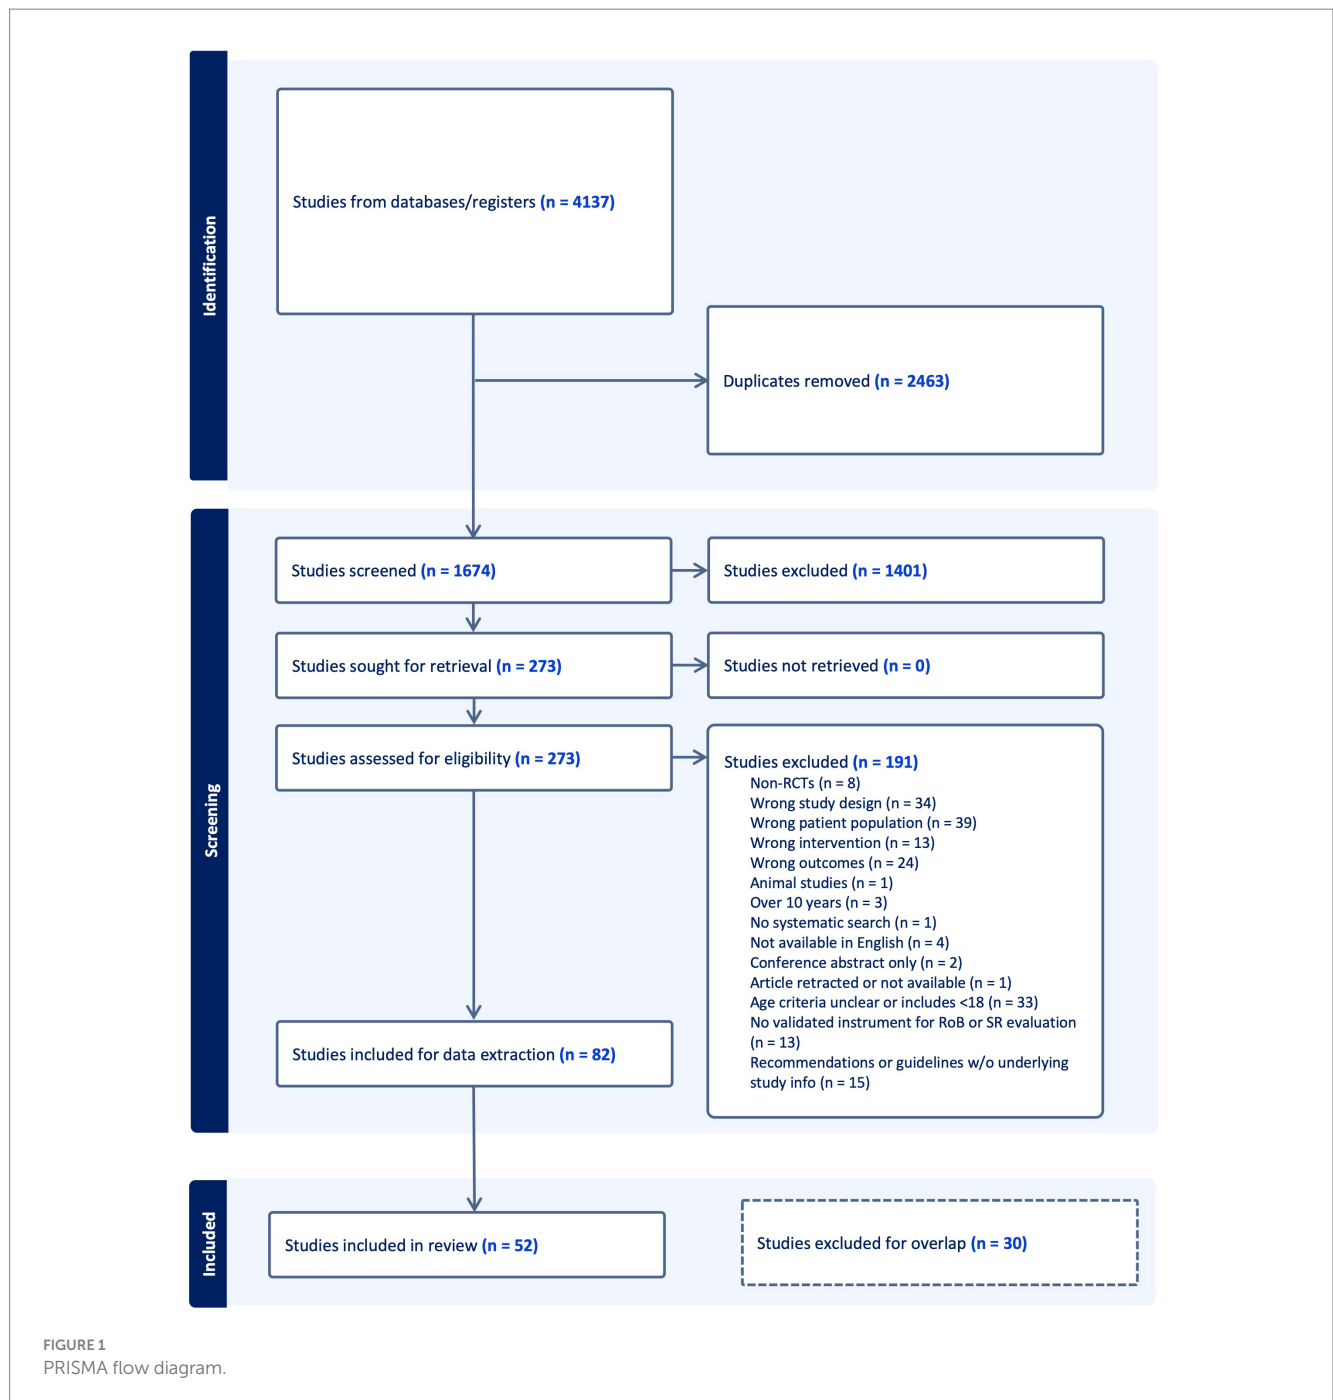 Identification
Studies from databases/registers (n = 4137)
Duplicates removed (n = 2463)
Screening
Studies screened (n = 1674)
Studies excluded (n = 1401)
Studies sought for retrieval (n = 273)
Studies not retrieved (n = 0)
Studies assessed for eligibility (n = 273)
Studies excluded (n = 191)
Non-RCTs (n = 8)
Wrong study design (n = 34)
Wrong patient population (n = 39)
Wrong intervention (n = 13)
Wrong outcomes (n = 24)
Animal studies (n = 1)
Over 10 years (n = 3)
No systematic search (n = 1)
Not available in English (n = 4)
Conference abstract only (n = 2)
Article retracted or not available (n = 1)
Age criteria unclear or includes <18 (n = 33)
No validated instrument for RoB or SR evaluation
(n = 13)
Recommendations or guidelines w/o underlying
study info (n = 15)
Studies included for data extraction (n = 82)
Included
Studies included in review (n = 52)
Studies excluded for overlap (n = 30)
FIGURE 1
PRISMA flow diagram.